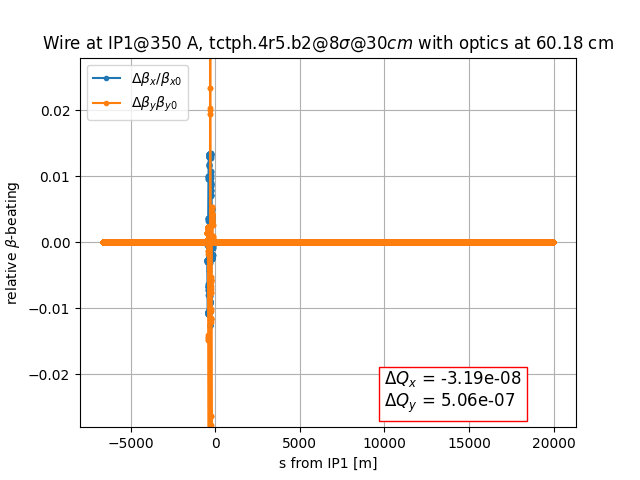 Wire at IP1@350 A, tctph.4r5.b2@8σ@30cm with optics at 60.18 cm
Δβx/βx0
Δβyβy0
relative β-beating
0.02
0.01
0.00
−0.01
−0.02
ΔQx = -3.19e-08
ΔQy = 5.06e-07
−5000
0
5000
10000
15000
20000
s from IP1 [m]